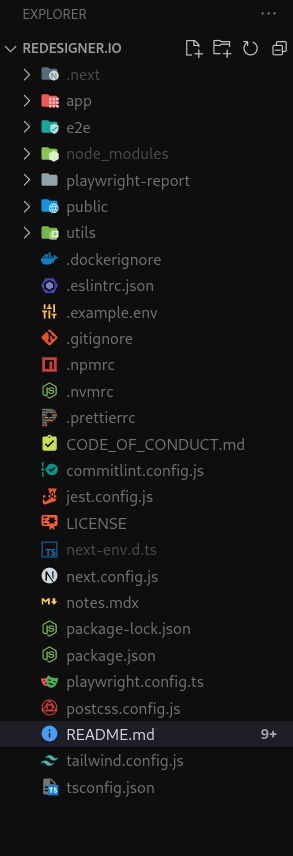 EXPLORER
REDESIGNER.IO
.next
app
e2e
node_modules
playwright-report
public
utils
.dockerignore
.eslintrc.json
.example.env
.gitignore
.npmrc
.nvmrc
.prettierrc
CODE_OF_CONDUCT.md
commitlint.config.js
jest.config.js
LICENSE
next-env.d.ts
next.config.js
notes.mdx
package-lock.json
package.json
playwright.config.ts
postcss.config.js
README.md 9+
tailwind.config.js
tsconfig.json